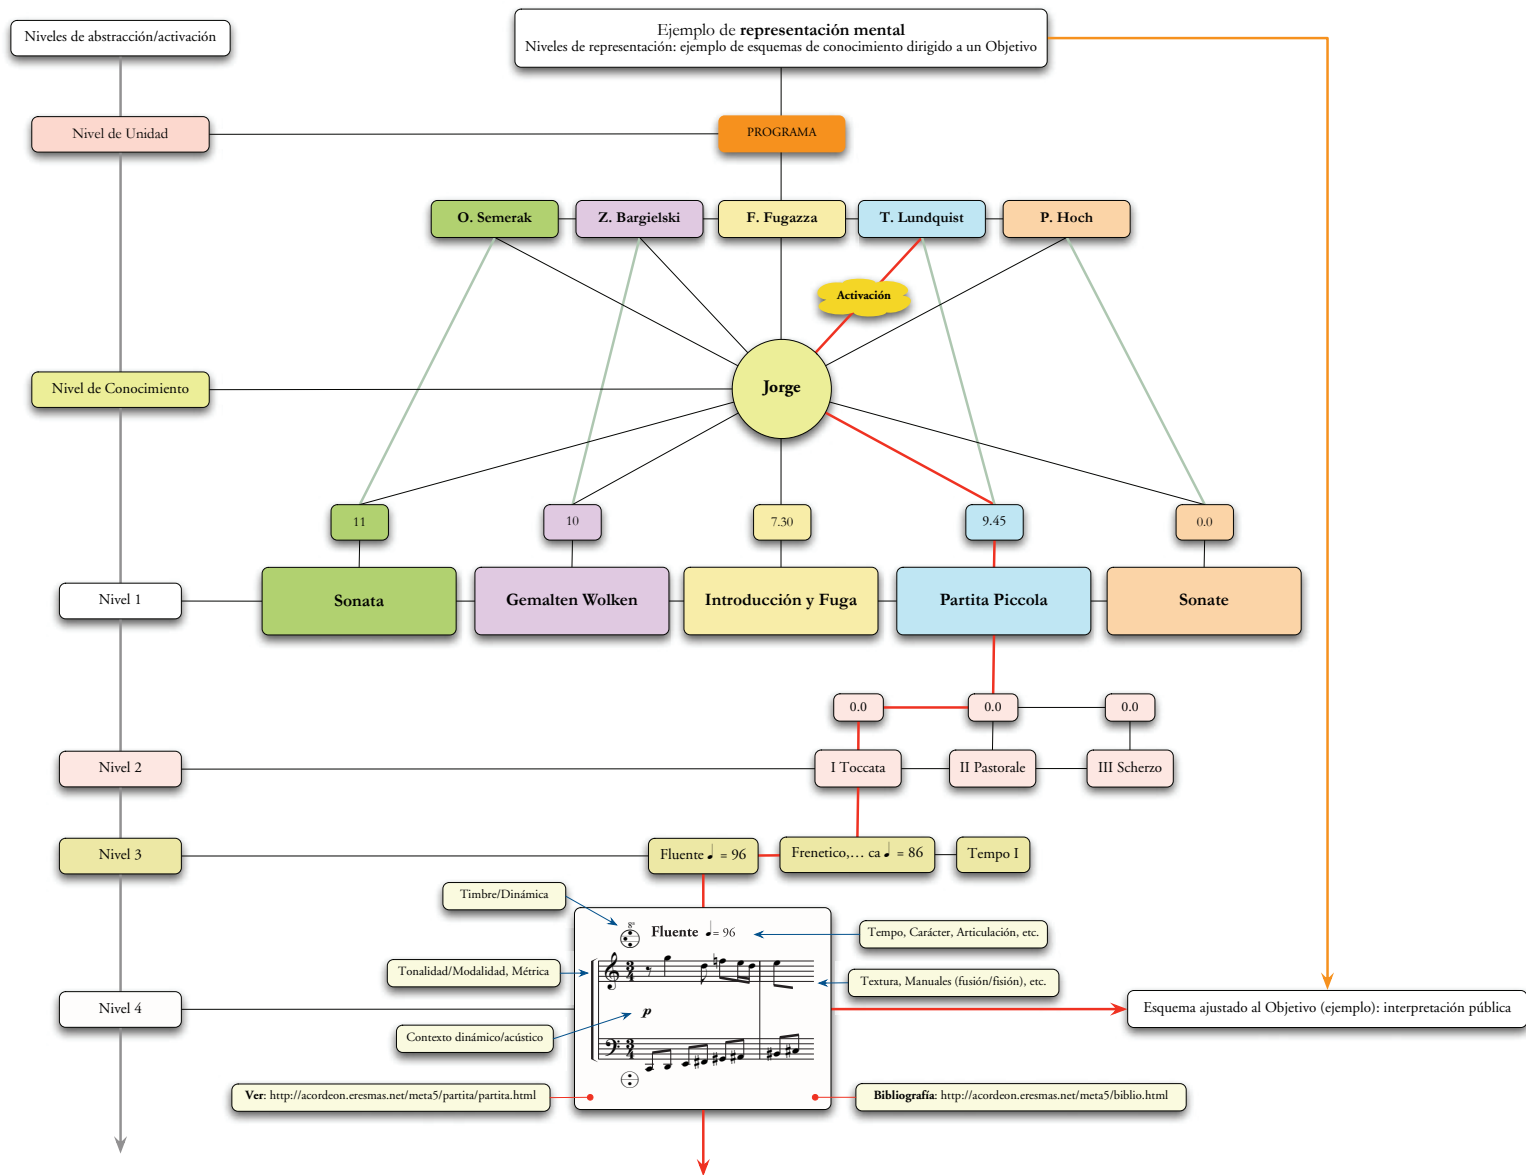 Niveles de abstracción/activación
Ejemplo de representación mental
Niveles de representación: ejemplo de esquemas de conocimiento dirigido a un Objetivo
Nivel de Unidad
PROGRAMA
O. Semerak
Z. Bargielski
F. Fugazza
T. Lundquist
P. Hoch
Activación
Nivel de Conocimiento
Jorge
11
10
7.30
9.45
0.0
Nivel 1
Sonata
Gemalten Wolken
Introducción y Fuga
Partita Piccola
Sonate
0.0
0.0
0.0
Nivel 2
I Toccata
II Pastorale
III Scherzo
Nivel 3
Fluente ♩ = 96
Frenetico,... ca ♩ = 86
Tempo I
Timbre/Dinámica
Fluente ♩ = 96
Tempo, Carácter, Articulación, etc.
Tonalidad/Modalidad, Métrica
3
4
Textura, Manuales (fusión/fisión), etc.
Nivel 4
p
Esquema ajustado al Objetivo (ejemplo): interpretación pública
Contexto dinámico/acústico
3
4
Ver: http://acordeon.eresmas.net/meta5/partita/partita.html
Bibliografía: http://acordeon.eresmas.net/meta5/biblio.html